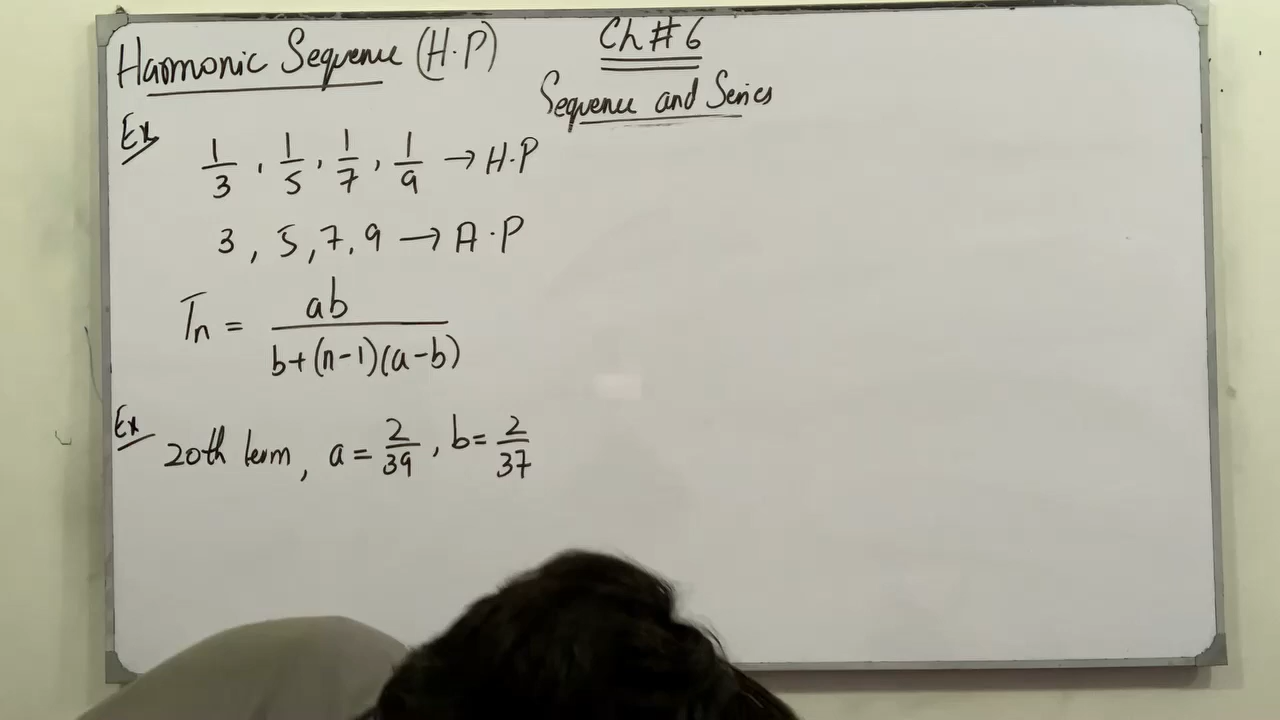 Harmonic Sequence (H.P)
Ch # 6
Sequence and Series
Ex
1/3 , 1/5 , 1/7 , 1/9 → H.P
3 , 5 , 7 , 9 → A.P
Tn = ab / b+(n-1)(a-b)
Ex
20th term, a = 2/39 , b = 2/37